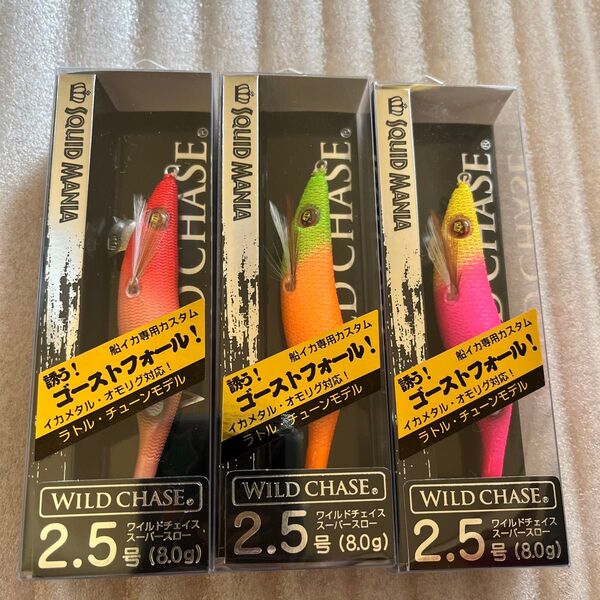 SQUID MANIA
WILD CHASE®
船イカ専用カスタム
誘う！
ゴーストフォール！
イカメタル・オモリグ対応！
ラトル・チューンモデル
WILD CHASE®
2.5号
ワイルドチェイス
スーパースロー
(8.0g)
SQUID MANIA
WILD CHASE®
船イカ専用カスタム
誘う！
ゴーストフォール！
イカメタル・オモリグ対応！
ラトル・チューンモデル
WILD CHASE®
2.5号
ワイルドチェイス
スーパースロー
(8.0g)
SQUID MANIA
WILD CHASE®
船イカ専用カスタム
誘う！
ゴーストフォール！
イカメタル・オモリグ対応！
ラトル・チューンモデル
WILD CHASE®
2.5号
ワイルドチェイス
スーパースロー
(8.0g)